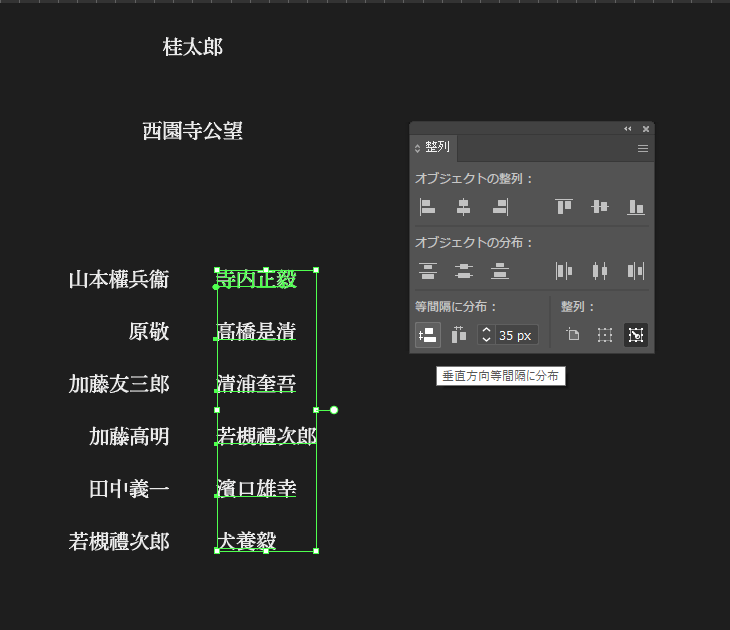 桂太郎
西園寺公望
整列
オブジェクトの整列：
オブジェクトの分布：
山本權兵衞
寺内正毅
等間隔に分布：
整列：
原敬
高橋是清
35 px
垂直方向等間隔に分布
加藤友三郎
清浦奎吾
加藤高明
若槻禮次郎
田中義一
濱口雄幸
若槻禮次郎
犬養毅